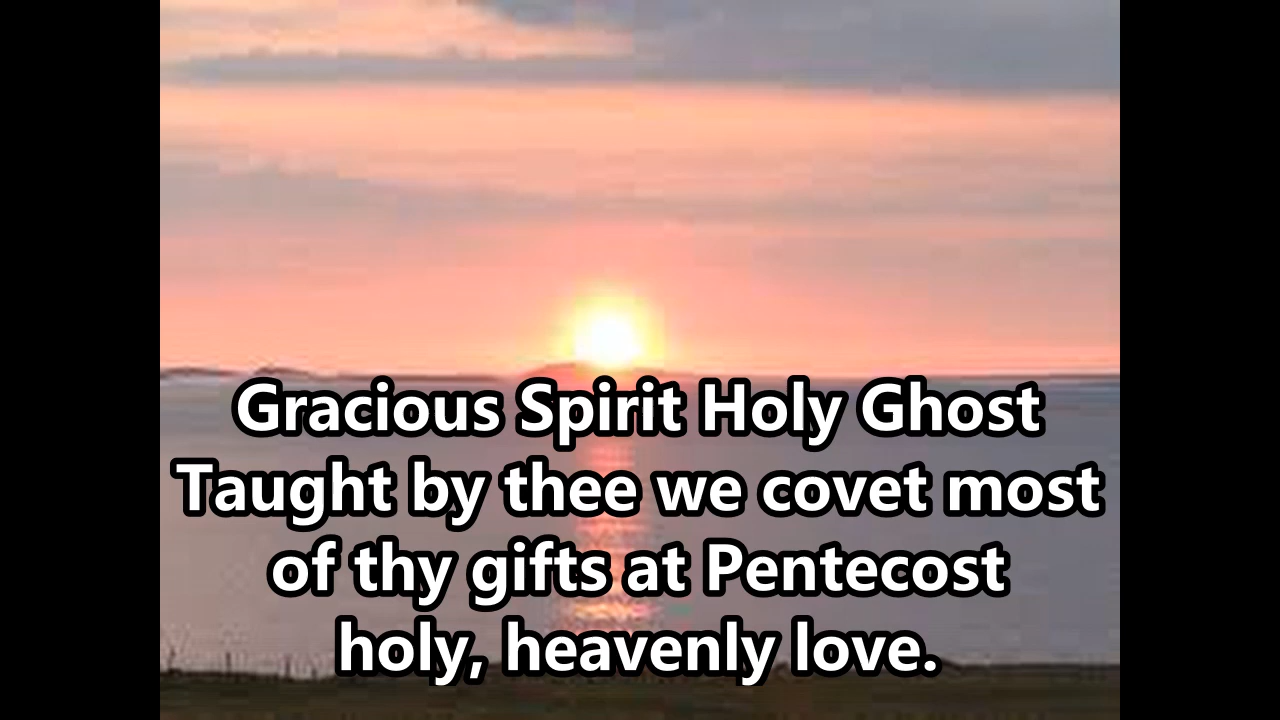 Gracious Spirit Holy Ghost
Taught by thee we covet most
of thy gifts at Pentecost
holy, heavenly love.